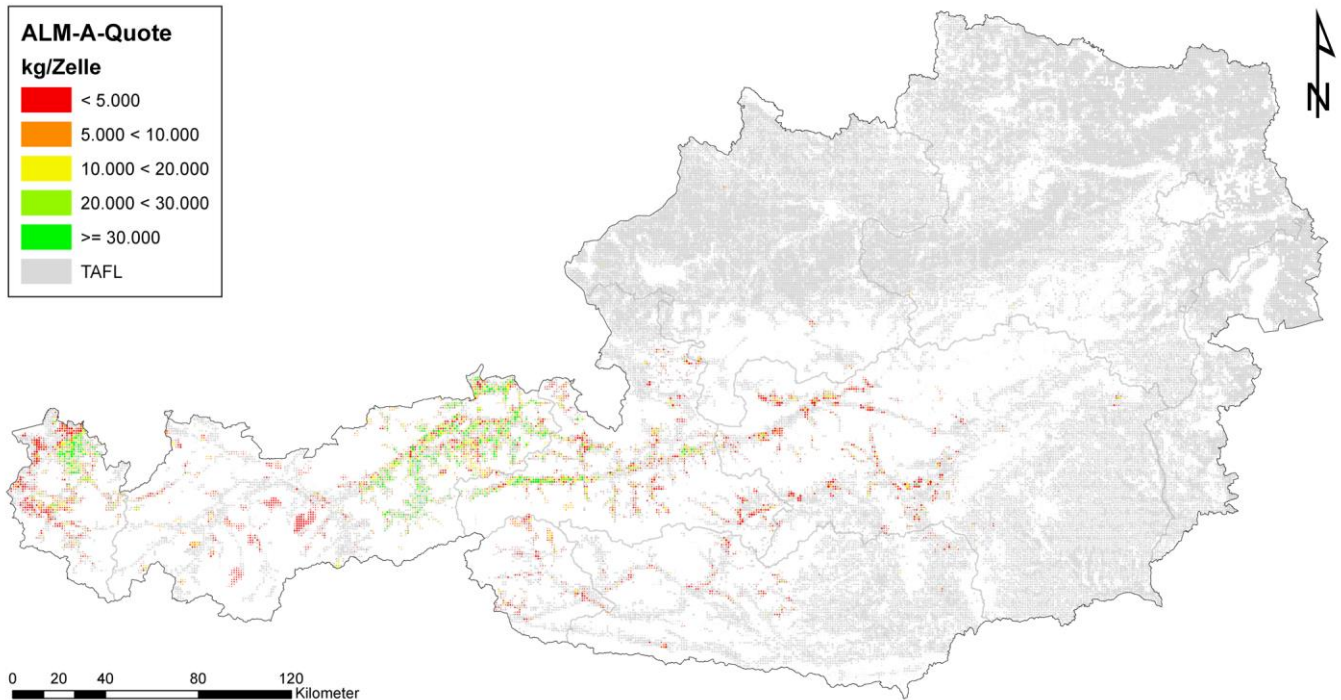 ALM-A-Quote
kg/Zelle
< 5.000
5.000 < 10.000
10.000 < 20.000
20.000 < 30.000
>= 30.000
TAFL
N
0 20 40 80 120
Kilometer